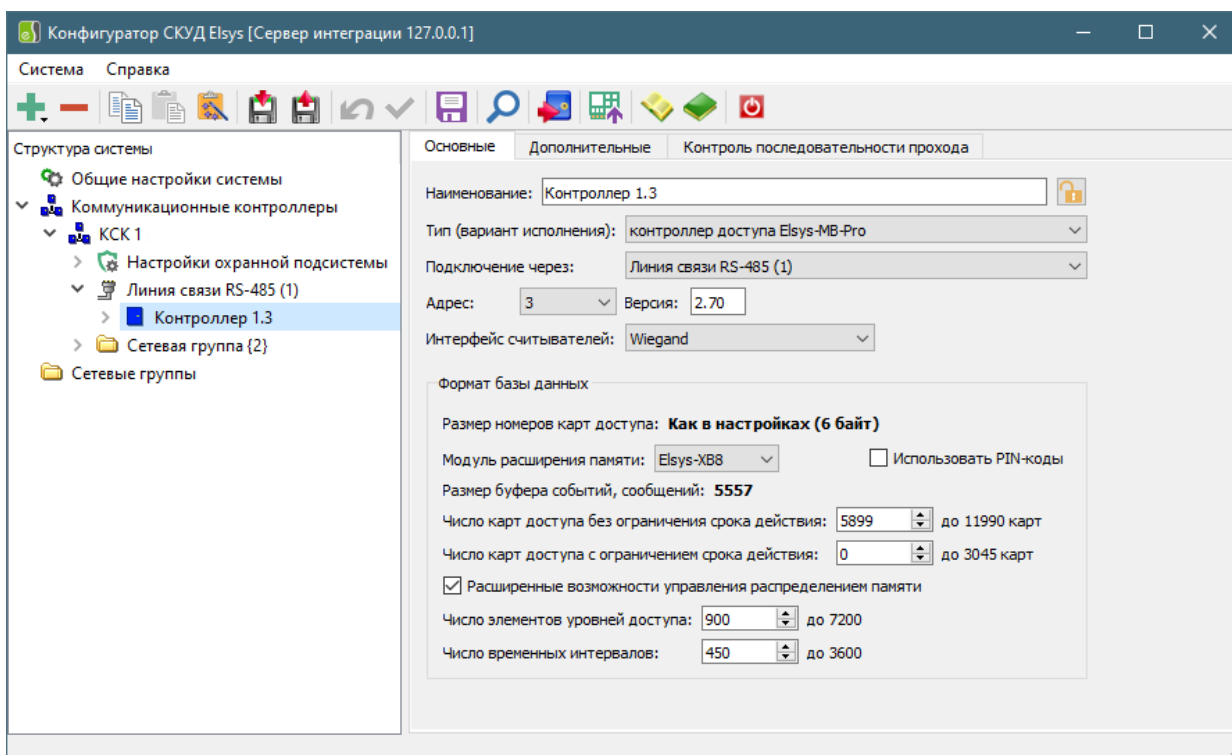 Конфигуратор СКУД Elsys [Сервер интеграции 127.0.0.1]
Система Справка
Структура системы
Общие настройки системы
Коммуникационные контроллеры
КСК 1
Настройки охранной подсистемы
Линия связи RS-485 (1)
Контроллер 1.3
Сетевая группа {2}
Сетевые группы
Основные Дополнительные Контроль последовательности прохода
Наименование: Контроллер 1.3
Тип (вариант исполнения): контроллер доступа Elsys-MB-Pro
Подключение через: Линия связи RS-485 (1)
Адрес: 3 Версия: 2.70
Интерфейс считывателей: Wiegand
Формат базы данных
Размер номеров карт доступа: Как в настройках (6 байт)
Модуль расширения памяти: Elsys-XB8 Использовать PIN-коды
Размер буфера событий, сообщений: 5557
Число карт доступа без ограничения срока действия: 5899 до 11990 карт
Число карт доступа с ограничением срока действия: 0 до 3045 карт
Расширенные возможности управления распределением памяти
Число элементов уровней доступа: 900 до 7200
Число временных интервалов: 450 до 3600